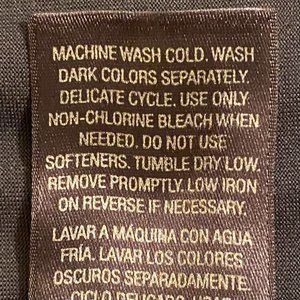 MACHINE WASH COLD. WASH
DARK COLORS SEPARATELY.
DELICATE CYCLE. USE ONLY
NON-CHLORINE BLEACH WHEN
NEEDED. DO NOT USE
SOFTENERS. TUMBLE DRY LOW.
REMOVE PROMPTLY. LOW IRON
ON REVERSE IF NECESSARY.
LAVAR A MÁQUINA CON AGUA
FRÍA. LAVAR LOS COLORES
OSCUROS SEPARADAMENTE.
CICLO DELICADO.